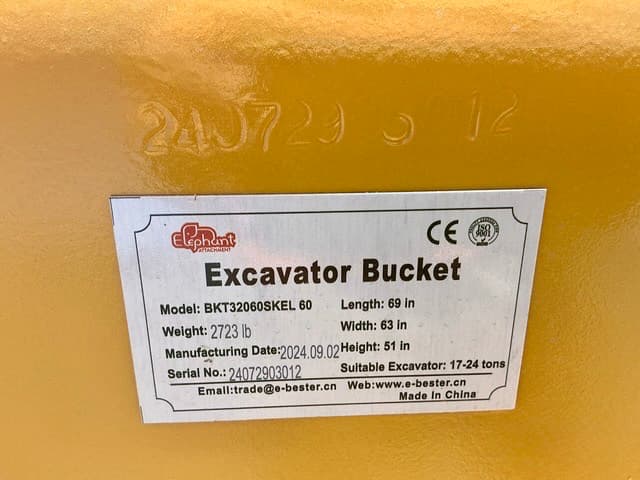 240729 3 12
Elephant
ATTACHMENT
CE ISO 9001
Excavator Bucket
Model: BKT32060SKEL 60 Length: 69 in
Weight: 2723 lb Width: 63 in
Manufacturing Date:2024.09.02 Height: 51 in
Serial No.: 24072903012 Suitable Excavator: 17-24 tons
Email:trade@e-bester.cn Web:www.e-bester.cn
Made in China